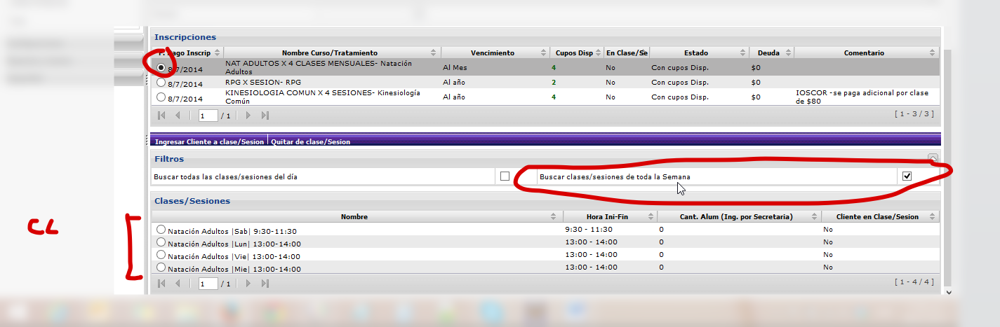 Inscripciones
F. Pago Inscrip Nombre Curso/Tratamiento Vencimiento Cupos Disp En Clase/Se Estado Deuda Comentario
8/7/2014 NAT ADULTOS X 4 CLASES MENSUALES- Natación Adultos Al Mes 4 No Con cupos Disp. $0
8/7/2014 RPG X SESION- RPG Al año 2 No Con cupos Disp. $0
8/7/2014 KINESIOLOGIA COMUN X 4 SESIONES- Kinesiología Común Al año 4 No Con cupos Disp. $0 IOSCOR -se paga adicional por clase de $80
1 / 1 [ 1 - 3 / 3 ]
Ingresar Cliente a clase/Sesion Quitar de clase/Sesion
Filtros
Buscar todas las clases/sesiones del día Buscar clases/sesiones de toda la Semana
Clases/Sesiones
Nombre Hora Ini-Fin Cant. Alum (Ing. por Secretaria) Cliente en Clase/Sesion
CL
Natación Adultos |Sab| 9:30-11:30 9:30 - 11:30 0 No
Natación Adultos |Lun| 13:00-14:00 13:00 - 14:00 0 No
Natación Adultos |Vie| 13:00-14:00 13:00 - 14:00 0 No
Natación Adultos |Mie| 13:00-14:00 13:00 - 14:00 0 No
1 / 1 [ 1 - 4 / 4 ]